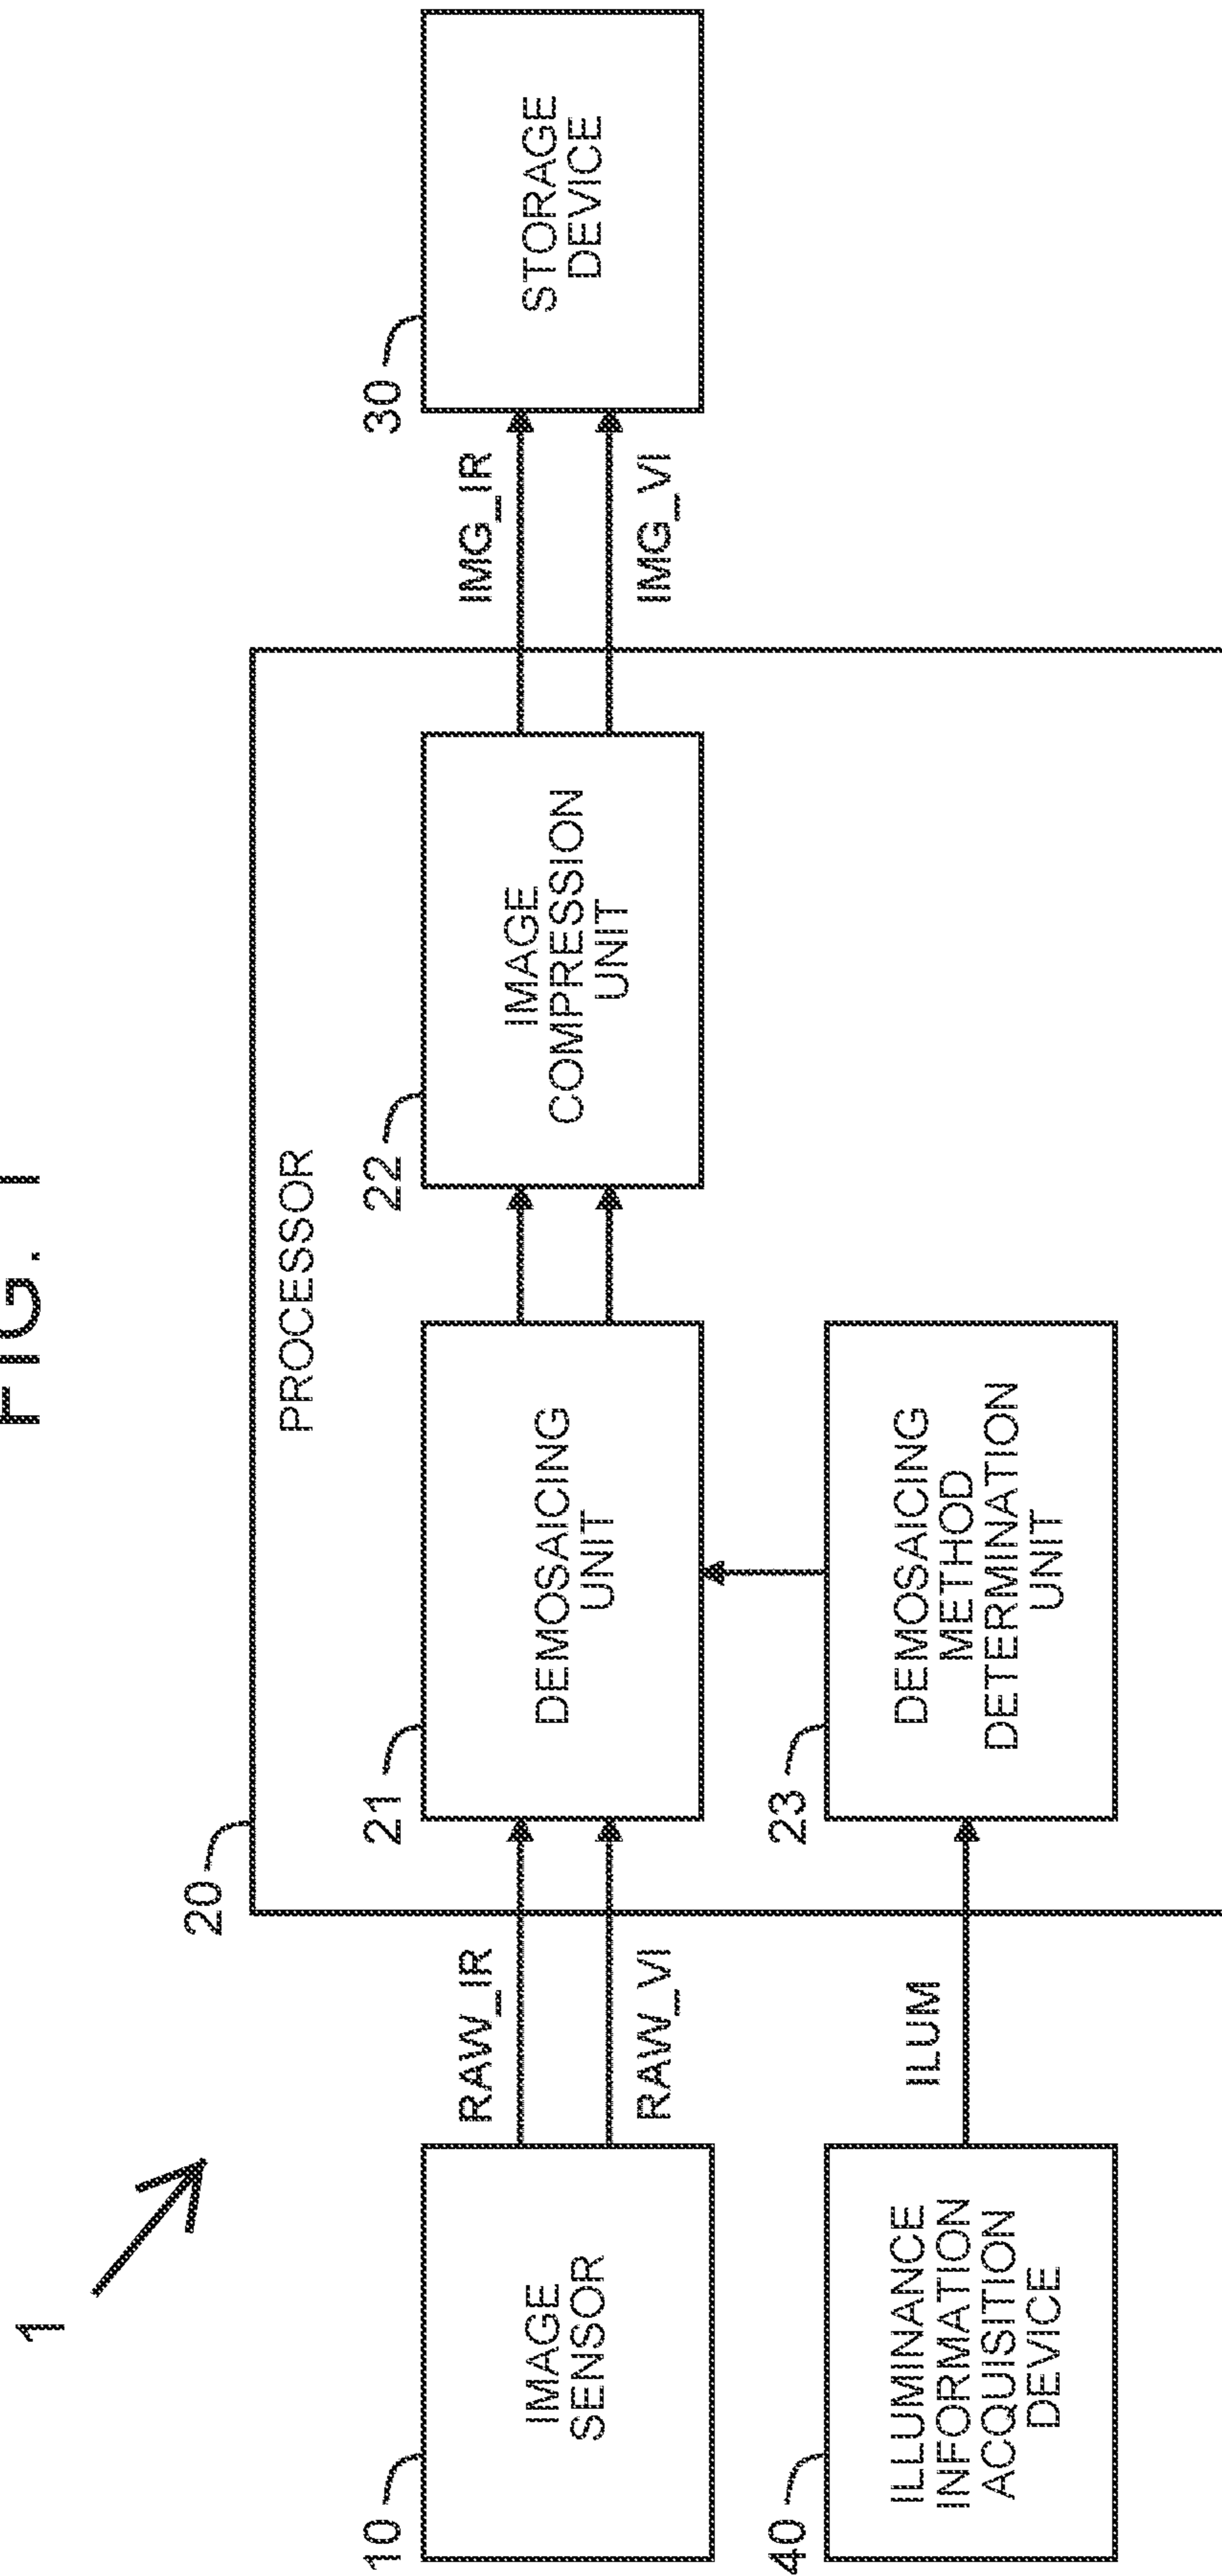 FIG. 1
1
20
PROCESSOR
10
IMAGE
SENSOR
RAW_IR
RAW_VI
21
DEMOSAICING
UNIT
22
IMAGE
COMPRESSION
UNIT
IMG_IR
IMG_VI
30
STORAGE
DEVICE
40
ILLUMINANCE
INFORMATION
ACQUISITION
DEVICE
ILUM
23
DEMOSAICING
METHOD
DETERMINATION
UNIT